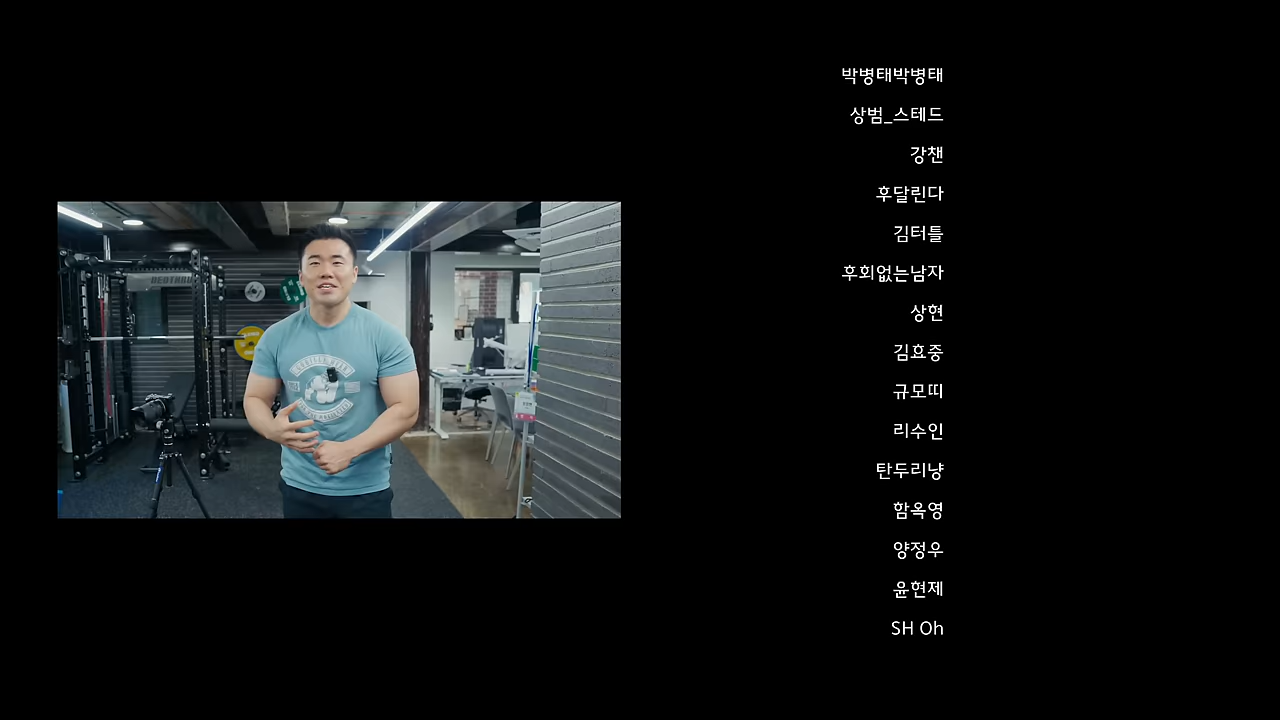 박병태박병태
상범_스테드
강챈
후달린다
김터틀
후회없는남자
상현
김효중
규모띠
리수인
탄두리냥
함옥영
양정우
윤현제
SH Oh